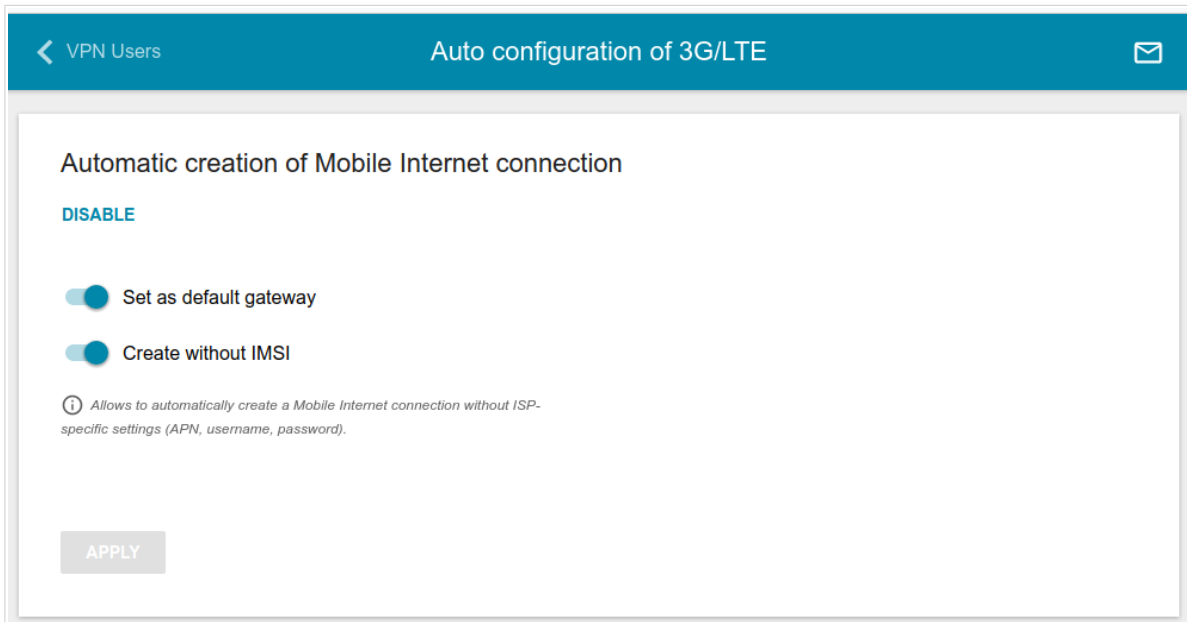 VPN Users
Auto configuration of 3G/LTE
Automatic creation of Mobile Internet connection
DISABLE
Set as default gateway
Create without IMSI
Allows to automatically create a Mobile Internet connection without ISP-
specific settings (APN, username, password).
APPLY